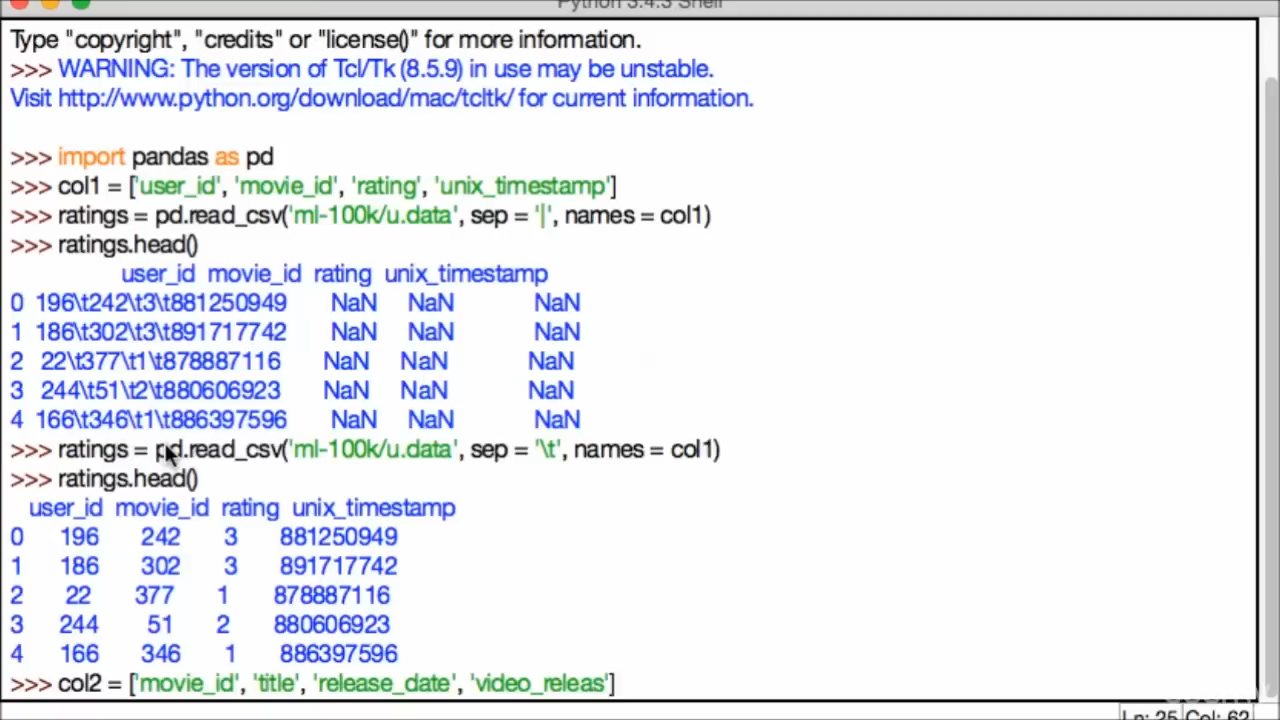 Python 3.4.3 Shell
Type "copyright", "credits" or "license()" for more information.
>>> WARNING: The version of Tcl/Tk (8.5.9) in use may be unstable.
Visit http://www.python.org/download/mac/tcltk/ for current information.
>>> import pandas as pd
>>> col1 = ['user_id', 'movie_id', 'rating', 'unix_timestamp']
>>> ratings = pd.read_csv('ml-100k/u.data', sep = '|', names = col1)
>>> ratings.head()
user_id movie_id rating unix_timestamp
0 196\t242\t3\t881250949 NaN NaN NaN
1 186\t302\t3\t891717742 NaN NaN NaN
2 22\t377\t1\t878887116 NaN NaN NaN
3 244\t51\t2\t880606923 NaN NaN NaN
4 166\t346\t1\t886397596 NaN NaN NaN
>>> ratings = pd.read_csv('ml-100k/u.data', sep = '\t', names = col1)
>>> ratings.head()
user_id movie_id rating unix_timestamp
0 196 242 3 881250949
1 186 302 3 891717742
2 22 377 1 878887116
3 244 51 2 880606923
4 166 346 1 886397596
>>> col2 = ['movie_id', 'title', 'release_date', 'video_releas']
Ln: 25 Col: 62